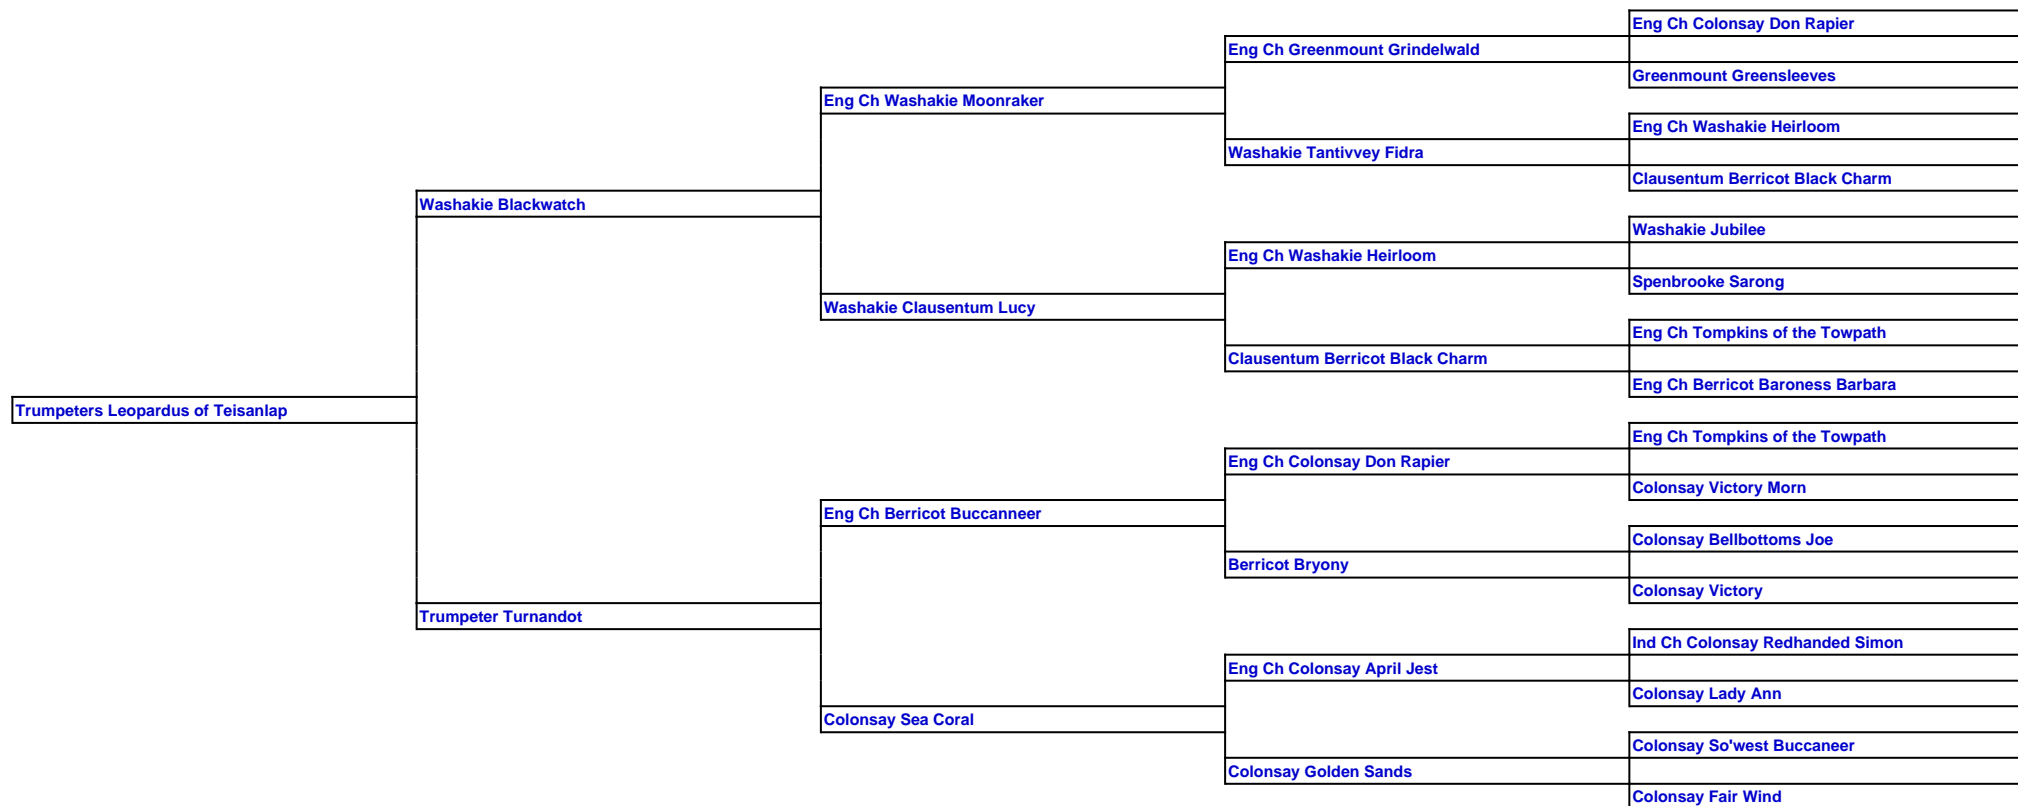 Eng Ch Colonsay Don Rapier
Eng Ch Greenmount Grindelwald
Greenmount Greensleeves
Eng Ch Washakie Moonraker
Eng Ch Washakie Heirloom
Washakie Tantivvey Fidra
Clausentum Berricot Black Charm
Washakie Blackwatch
Washakie Jubilee
Eng Ch Washakie Heirloom
Spenbrooke Sarong
Washakie Clausentum Lucy
Eng Ch Tompkins of the Towpath
Clausentum Berricot Black Charm
Eng Ch Berricot Baroness Barbara
Trumpeters Leopardus of Teisanlap
Eng Ch Tompkins of the Towpath
Eng Ch Colonsay Don Rapier
Colonsay Victory Morn
Eng Ch Berricot Buccanneer
Colonsay Bellbottoms Joe
Berricot Bryony
Colonsay Victory
Trumpeter Turnandot
Ind Ch Colonsay Redhanded Simon
Eng Ch Colonsay April Jest
Colonsay Lady Ann
Colonsay Sea Coral
Colonsay So'west Buccaneer
Colonsay Golden Sands
Colonsay Fair Wind